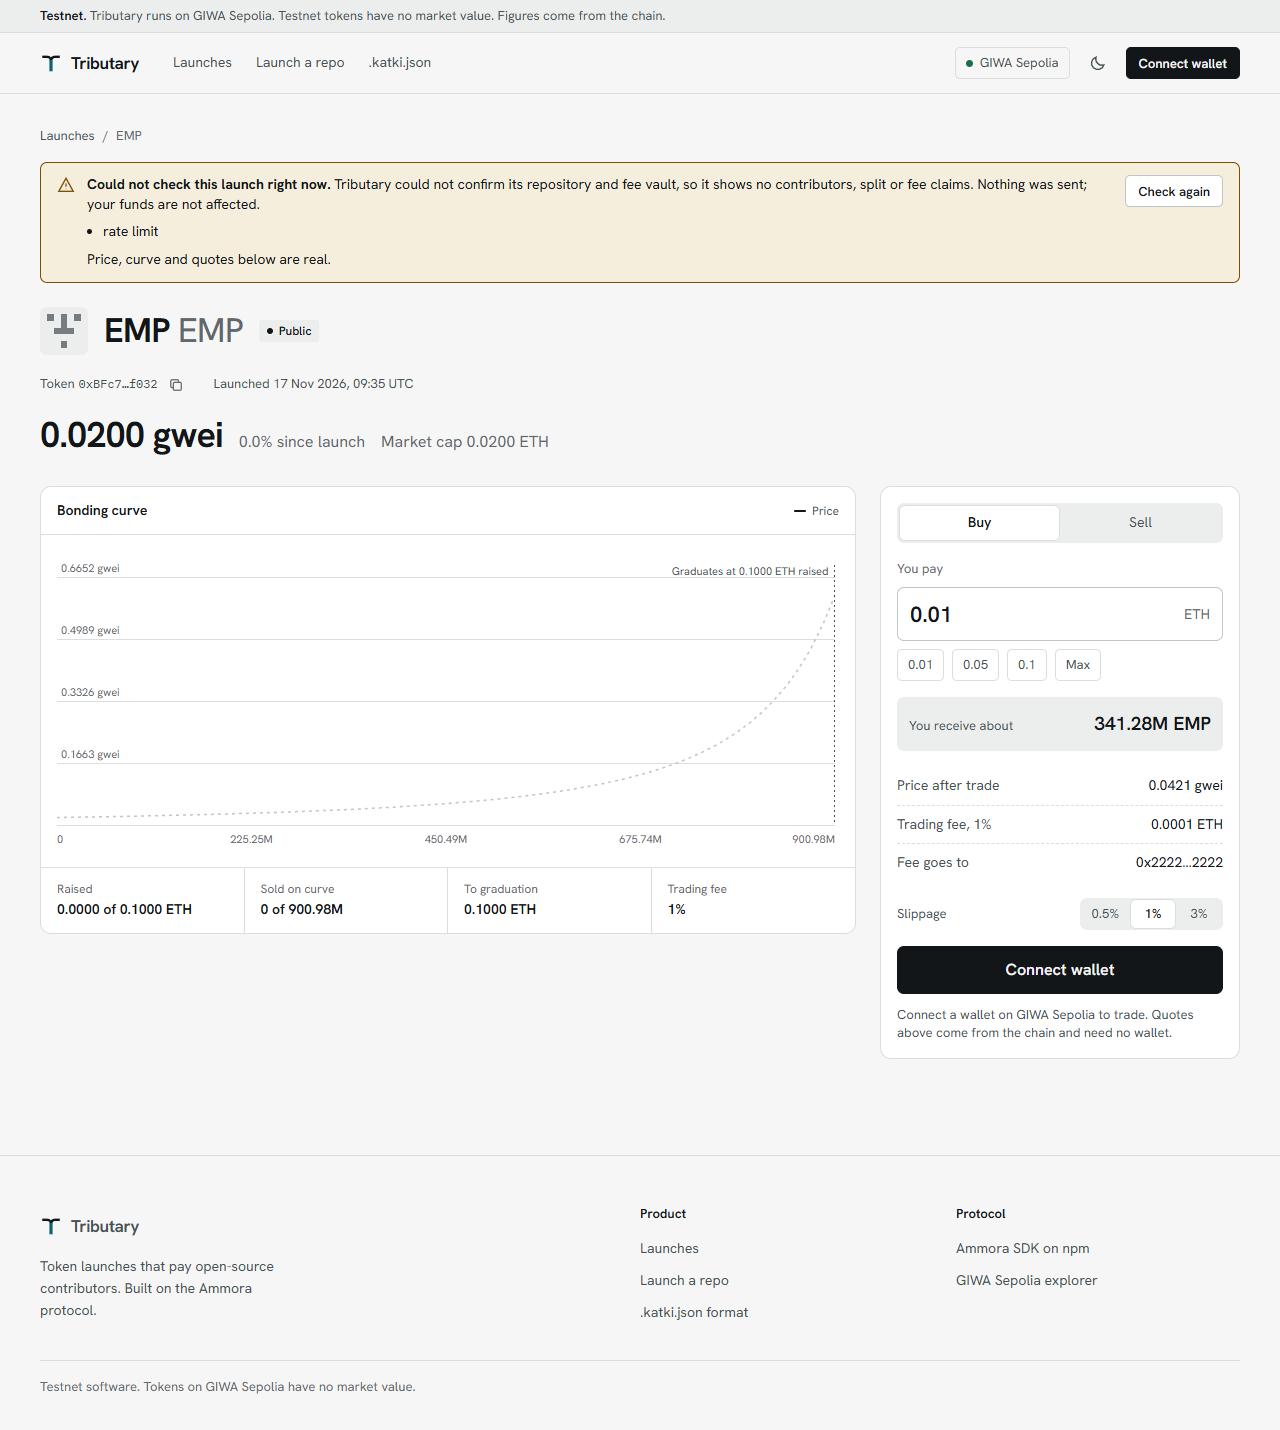 Testnet. Tributary runs on GIWA Sepolia. Testnet tokens have no market value. Figures come from the chain.
Tributary
Launches
Launch a repo
.katki.json
GIWA Sepolia
Connect wallet
Launches / EMP
Could not check this launch right now. Tributary could not confirm its repository and fee vault, so it shows no contributors, split or fee claims. Nothing was sent;
your funds are not affected.
• rate limit
Price, curve and quotes below are real.
Check again
EMP EMP
Public
Token 0xBFc7…f032
Launched 17 Nov 2026, 09:35 UTC
0.0200 gwei
0.0% since launch
Market cap 0.0200 ETH
Bonding curve
Price
Graduates at 0.1000 ETH raised
0.6652 gwei
0.4989 gwei
0.3326 gwei
0.1663 gwei
0
225.25M
450.49M
675.74M
900.98M
Raised
0.0000 of 0.1000 ETH
Sold on curve
0 of 900.98M
To graduation
0.1000 ETH
Trading fee
1%
Buy
Sell
You pay
0.01
ETH
0.01
0.05
0.1
Max
You receive about
341.28M EMP
Price after trade
0.0421 gwei
Trading fee, 1%
0.0001 ETH
Fee goes to
0x2222…2222
Slippage
0.5%
1%
3%
Connect wallet
Connect a wallet on GIWA Sepolia to trade. Quotes
above come from the chain and need no wallet.
Tributary
Token launches that pay open-source
contributors. Built on the Ammora
protocol.
Product
Launches
Launch a repo
.katki.json format
Protocol
Ammora SDK on npm
GIWA Sepolia explorer
Testnet software. Tokens on GIWA Sepolia have no market value.